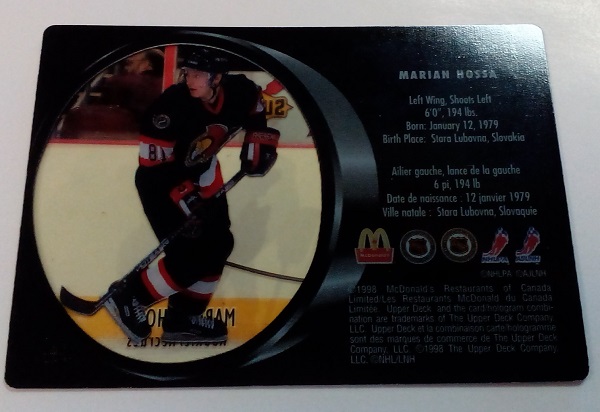 MARIAN HOSSA
Left Wing, Shoots Left
6'0", 194 lbs.
Born: January 12, 1979
Birth Place: Stara Lubovna, Slovakia
Ailier gauche, lance de la gauche
6 pi, 194 lb
Date de naissance : 12 janvier 1979
Ville natale : Stara Lubovna, Slovaquie
McDONALD'S
©NHLPA ©AJLNH
©1998 McDonald's Restaurants of Canada
Limited/Les Restaurants McDonald du Canada
Limitee. Upper Deck and the card-hologram combi-
nation are trademarks of The Upper Deck Company,
LLC. Upper Deck et la combinaison carte-hologramme
sont des marques de commerce de The Upper Deck
Company, LLC. ©1998 The Upper Deck Company,
LLC. ©NHL/LNH